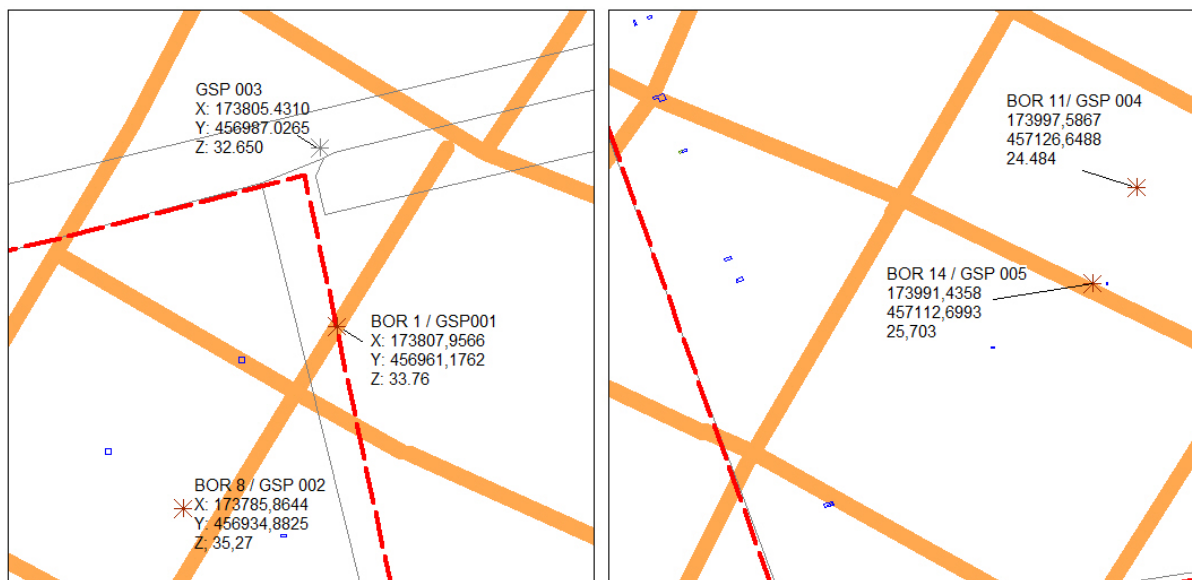 GSP 003
X: 173805.4310
Y: 456987.0265
Z: 32.650
BOR 1 / GSP001
X: 173807,9566
Y: 456961,1762
Z: 33.76
BOR 8 / GSP 002
X: 173785,8644
Y: 456934,8825
Z; 35,27
BOR 11/ GSP 004
173997,5867
457126,6488
24.484
BOR 14 / GSP 005
173991,4358
457112,6993
25,703